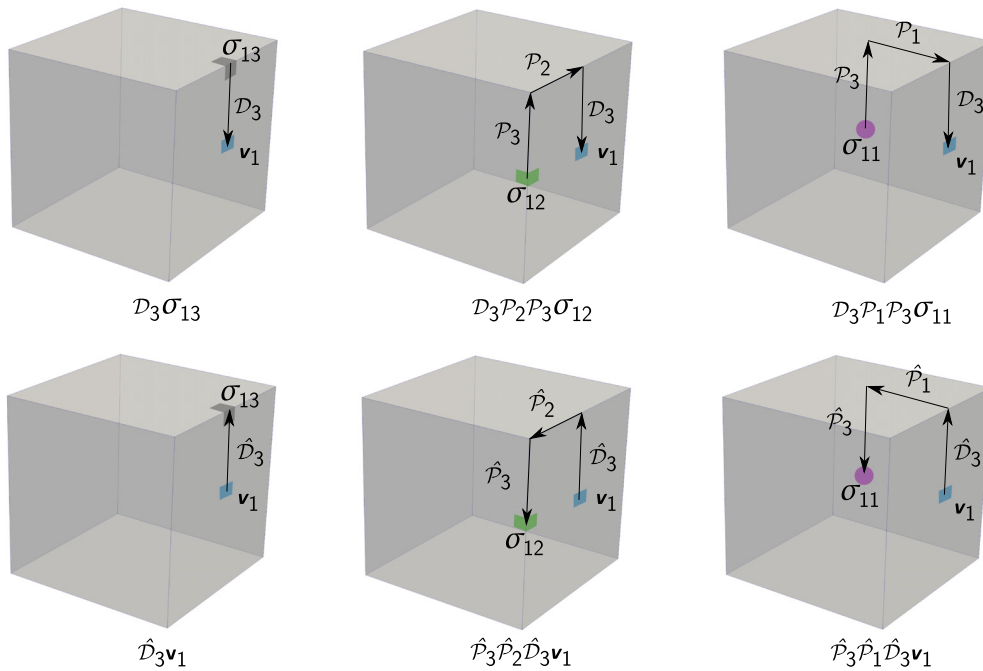 σ₁₃
𝒟₃
v₁
𝒟₃σ₁₃
𝒫₂
𝒫₃
𝒟₃
v₁
σ₁₂
𝒟₃𝒫₂𝒫₃σ₁₂
𝒫₁
𝒫₃
𝒟₃
σ₁₁
v₁
𝒟₃𝒫₁𝒫₃σ₁₁
σ₁₃
𝒟̂₃
v₁
𝒟̂₃v₁
𝒫̂₂
𝒫̂₃
𝒟̂₃
v₁
σ₁₂
𝒫̂₃𝒫̂₂𝒟̂₃v₁
𝒫̂₁
𝒫̂₃
𝒟̂₃
σ₁₁
v₁
𝒫̂₃𝒫̂₁𝒟̂₃v₁